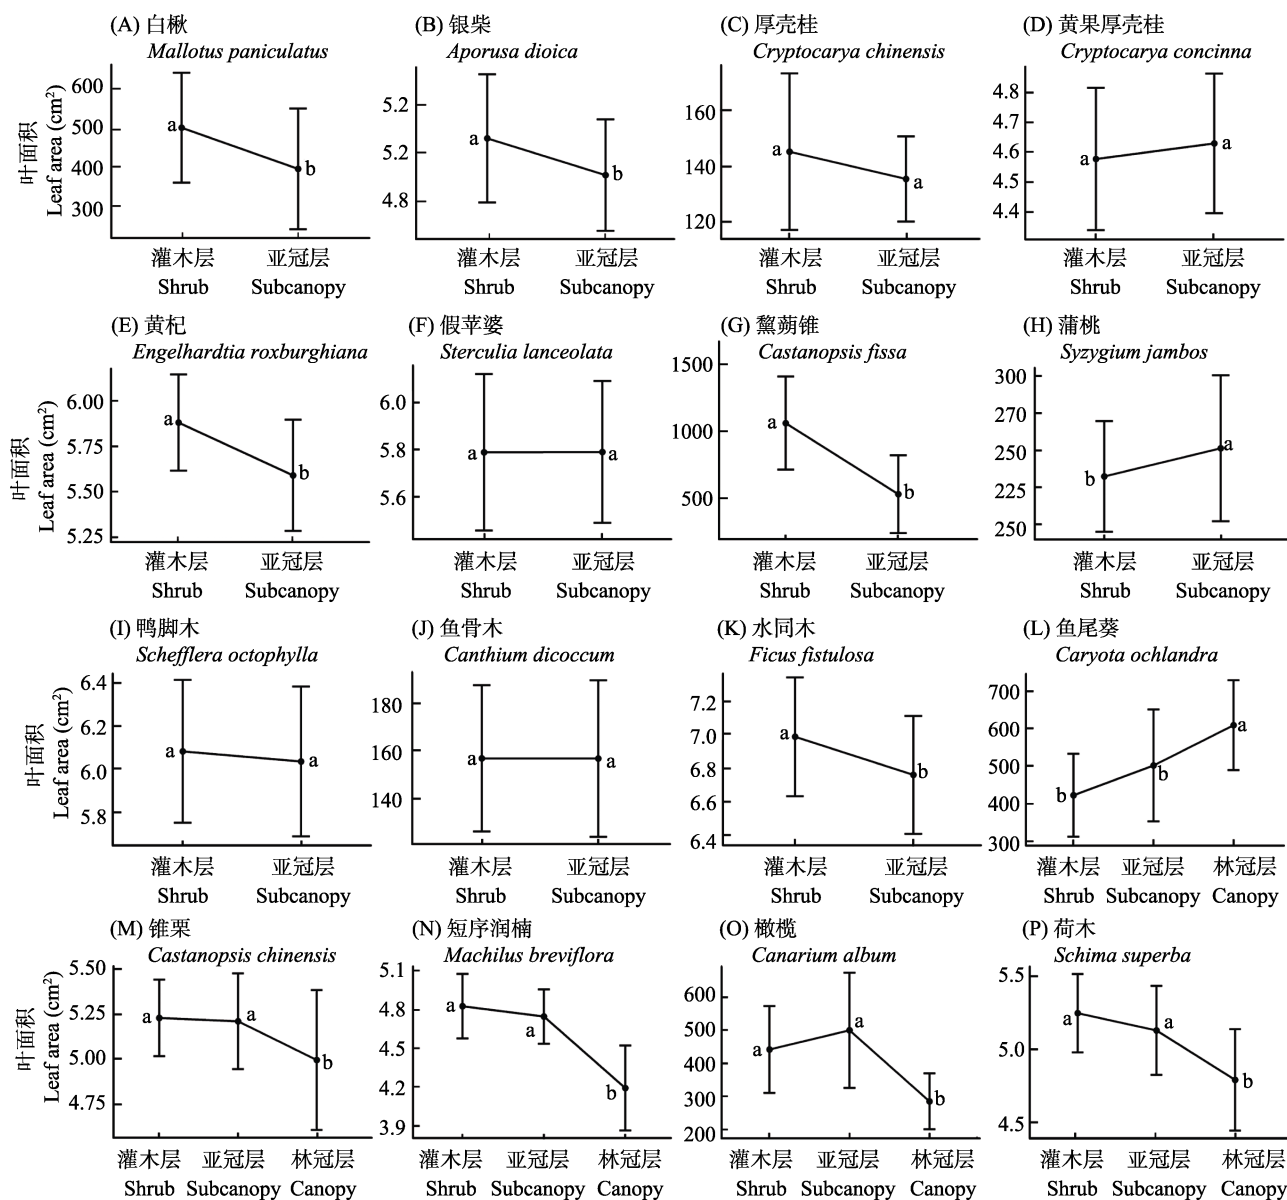 (A) 白楸
Mallotus paniculatus
叶面积
Leaf area (cm²)
600
500
400
300
a
b
灌木层
亚冠层
Shrub
Subcanopy
(B) 银柴
Aporusa dioica
5.2
5.2
4.8
a
b
灌木层
亚冠层
Shrub
Subcanopy
(C) 厚壳桂
Cryptocarya chinensis
160
140
120
a
a
灌木层
亚冠层
Shrub
Subcanopy
(D) 黄果厚壳桂
Cryptocarya concinna
4.8
4.7
4.6
4.5
4.4
a
a
灌木层
亚冠层
Shrub
Subcanopy
(E) 黄杞
Engelhardtia roxburghiana
叶面积
Leaf area (cm²)
6.00
5.75
5.50
5.25
a
b
灌木层
亚冠层
Shrub
Subcanopy
(F) 假苹婆
Sterculia lanceolata
6.0
5.8
5.6
a
a
灌木层
亚冠层
Shrub
Subcanopy
(G) 黧蒴锥
Castanopsis fissa
1500
1000
500
a
b
灌木层
亚冠层
Shrub
Subcanopy
(H) 蒲桃
Syzygium jambos
300
270
250
225
250
b
a
灌木层
亚冠层
Shrub
Subcanopy
(I) 鸭脚木
Schefflera octophylla
叶面积
Leaf area (cm²)
6.4
6.2
6.0
5.8
a
a
灌木层
亚冠层
Shrub
Subcanopy
(J) 鱼骨木
Canthium dicoccum
180
160
140
a
a
灌木层
亚冠层
Shrub
Subcanopy
(K) 水同木
Ficus fistulosa
7.2
7.0
6.8
6.6
6.4
a
b
灌木层
亚冠层
Shrub
Subcanopy
(L) 鱼尾葵
Caryota ochlandra
700
600
500
400
300
b
b
a
灌木层
亚冠层
林冠层
Shrub
Subcanopy
Canopy
(M) 锥栗
Castanopsis chinensis
叶面积
Leaf area (cm²)
5.50
5.25
5.00
4.75
a
a
b
灌木层
亚冠层
林冠层
Shrub
Subcanopy
Canopy
(N) 短序润楠
Machilus breviflora
5.1
4.8
4.5
4.2
3.9
a
a
b
灌木层
亚冠层
林冠层
Shrub
Subcanopy
Canopy
(O) 橄榄
Canarium album
600
500
400
300
200
a
a
b
灌木层
亚冠层
林冠层
Shrub
Subcanopy
Canopy
(P) 荷木
Schima superba
5.5
5.0
4.5
a
a
b
灌木层
亚冠层
林冠层
Shrub
Subcanopy
Canopy